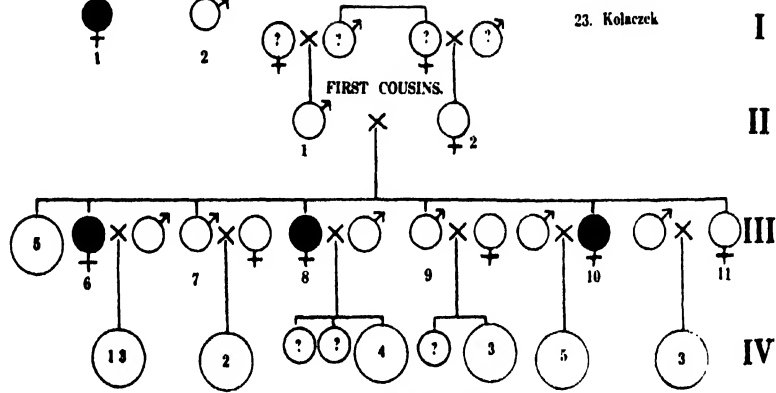 23. Kolaczek
I
1 2
? ? ? ?
FIRST COUSINS.
II
1 2
III
5
6 7 8 9 10 11
IV
13 2 ? ? 4 ? 3 5 3